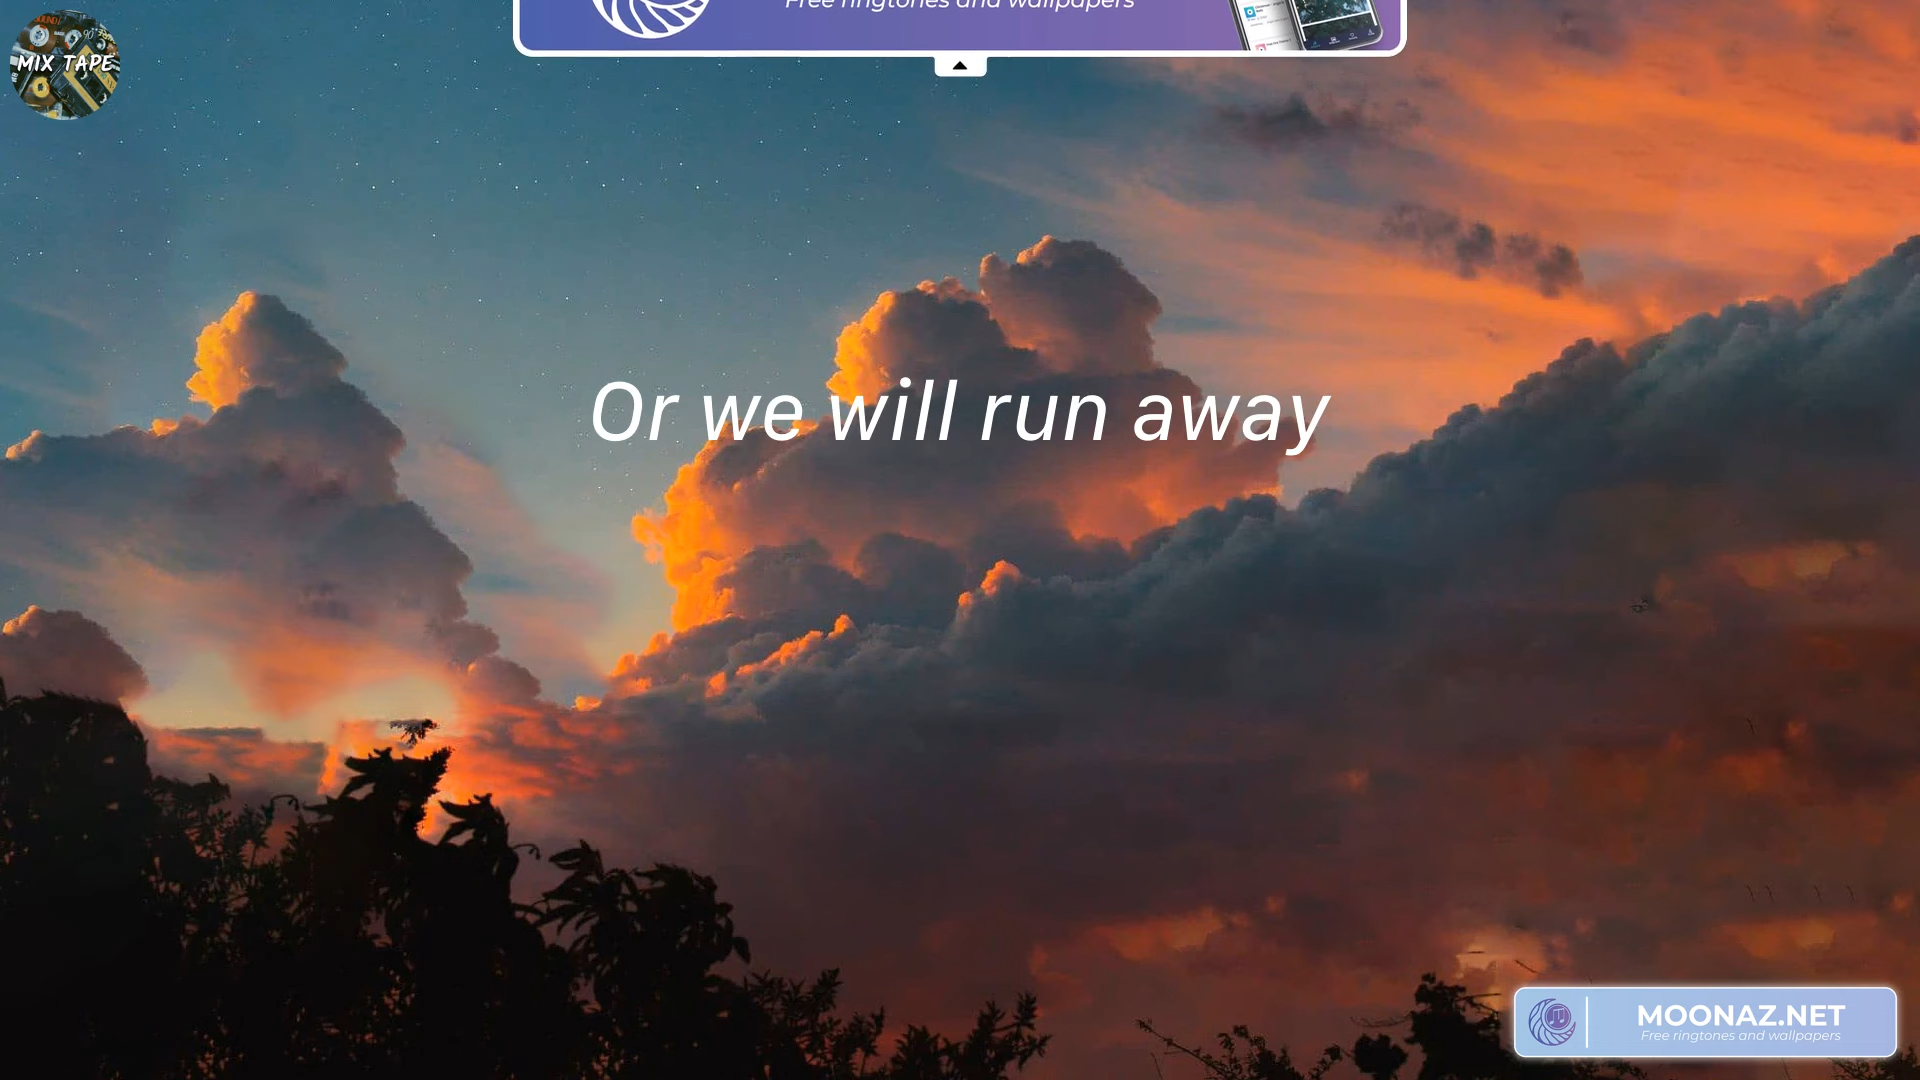 Free ringtones and wallpapers
MIX TAPE
Or we will run away
MOONAZ.NET
Free ringtones and wallpapers